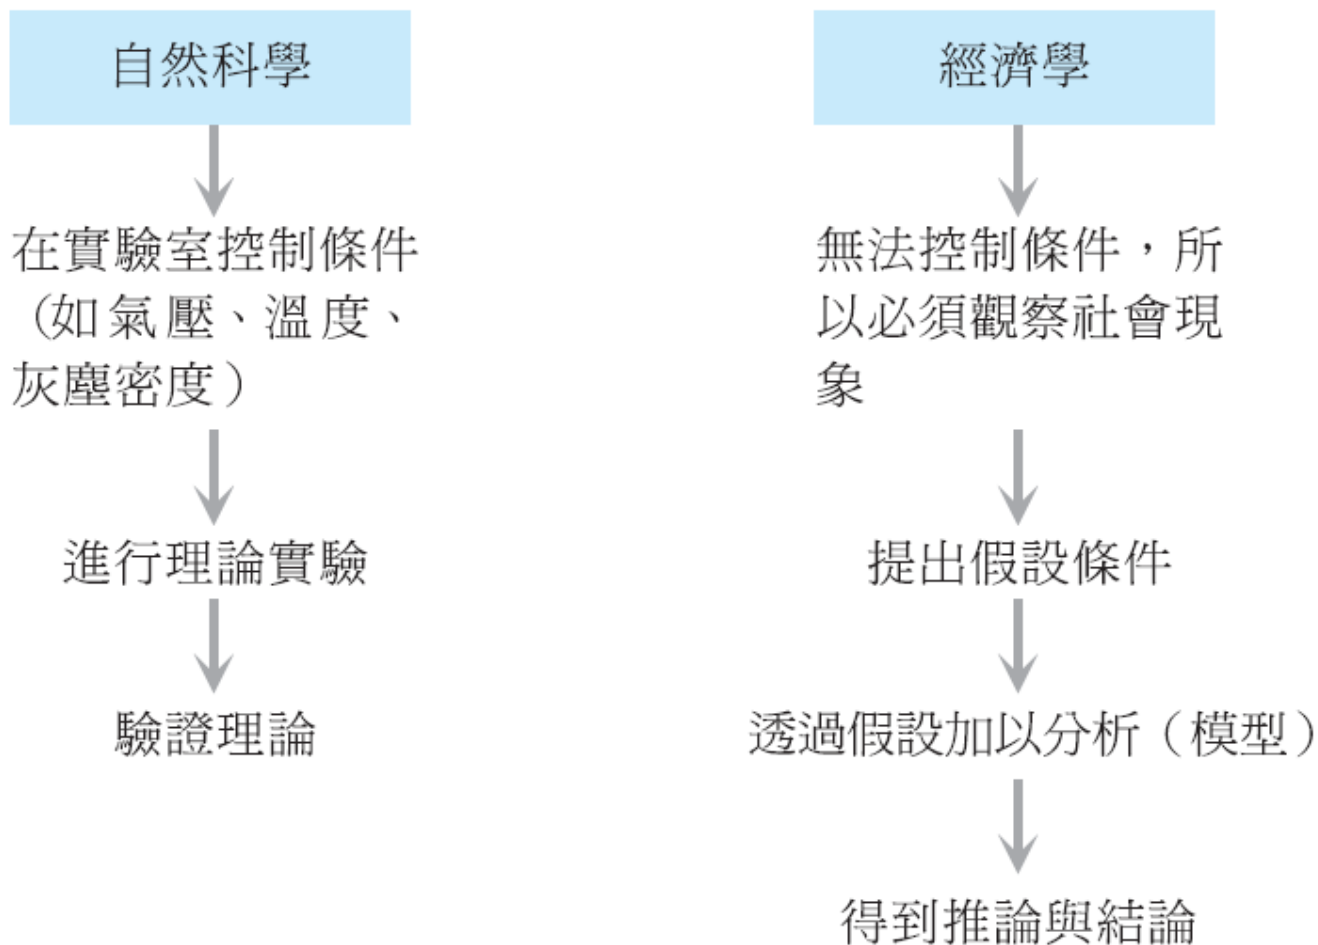 自然科學
在實驗室控制條件
（如氣壓、溫度、
灰塵密度）
進行理論實驗
驗證理論
經濟學
無法控制條件，所
以必須觀察社會現
象
提出假設條件
透過假設加以分析（模型）
得到推論與結論